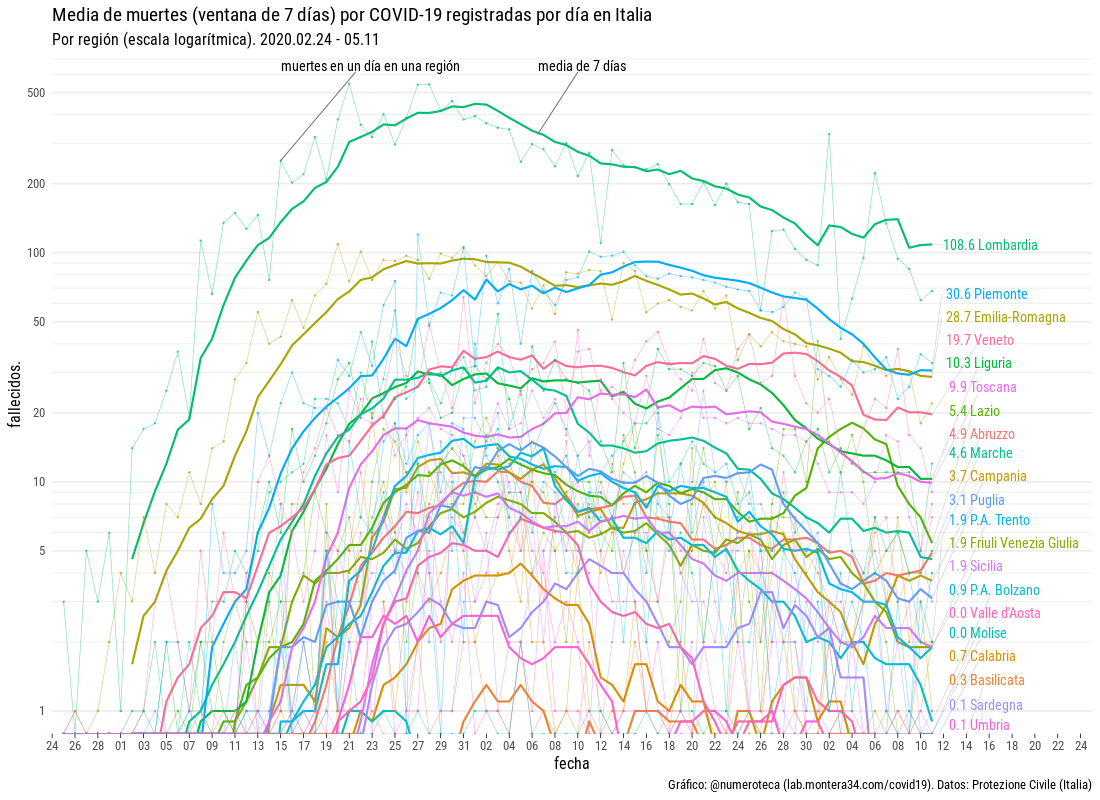 Media de muertes (ventana de 7 días) por COVID-19 registradas por día en Italia
Por región (escala logarítmica). 2020.02.24 - 05.11
muertes en un día en una región
media de 7 días
500
200
100
50
20
10
5
1
fallecidos.
108.6 Lombardia
30.6 Piemonte
28.7 Emilia-Romagna
19.7 Veneto
10.3 Liguria
9.9 Toscana
5.4 Lazio
4.9 Abruzzo
4.6 Marche
3.7 Campania
3.1 Puglia
1.9 P.A. Trento
1.9 Friuli Venezia Giulia
1.9 Sicilia
0.9 P.A. Bolzano
0.0 Valle d'Aosta
0.0 Molise
0.7 Calabria
0.3 Basilicata
0.1 Sardegna
0.1 Umbria
24 26 28 01 03 05 07 09 11 13 15 17 19 21 23 25 27 29 31 02 04 06 08 10 12 14 16 18 20 22 24 26 28 30 02 04 06 08 10 12 14 16 18 20 22 24
fecha
Gráfico: @numeroteca (lab.montera34.com/covid19). Datos: Protezione Civile (Italia)